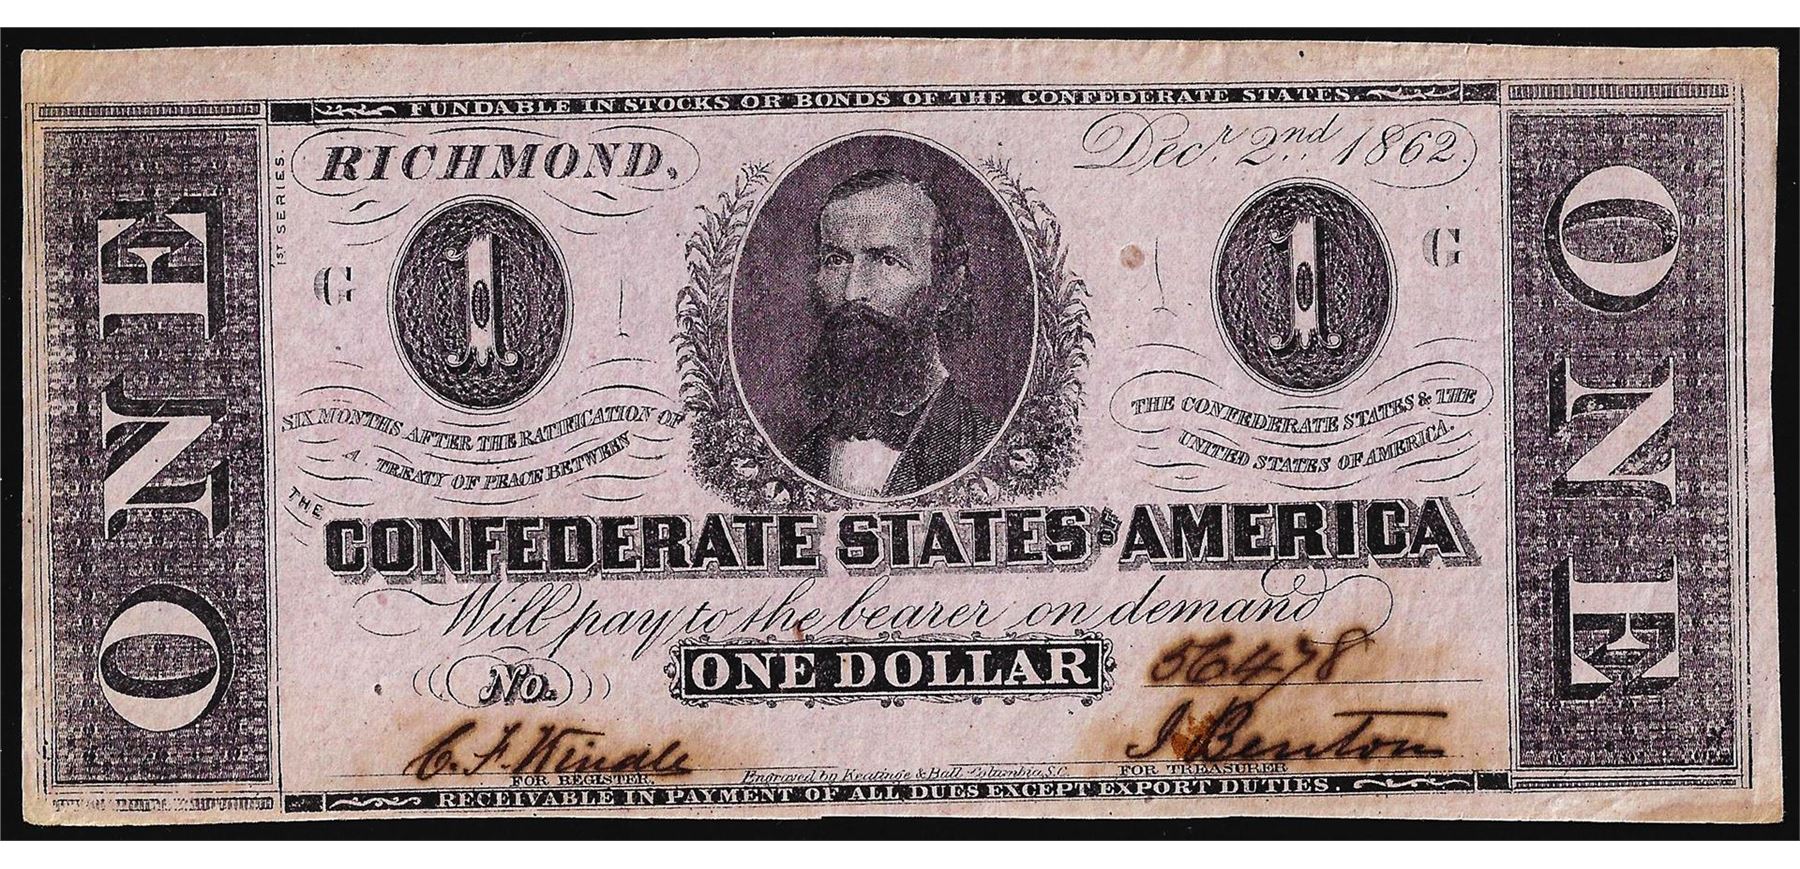 FUNDABLE IN STOCKS OR BONDS OF THE CONFEDERATE STATES.
RICHMOND,
Decr. 2nd 1862.
1ST SERIES.
ONE
G
1
1
G
ONE
SIX MONTHS AFTER THE RATIFICATION OF
A TREATY OF PEACE BETWEEN
THE CONFEDERATE STATES & THE
UNITED STATES OF AMERICA.
THE
CONFEDERATE STATES OF AMERICA
Will pay to the bearer on demand
No.
ONE DOLLAR
56478
C. F. Windle
J Benton
FOR REGISTER.
Engraved by Keatinge & Ball, Columbia, S.C.
FOR TREASURER
RECEIVABLE IN PAYMENT OF ALL DUES EXCEPT EXPORT DUTIES.